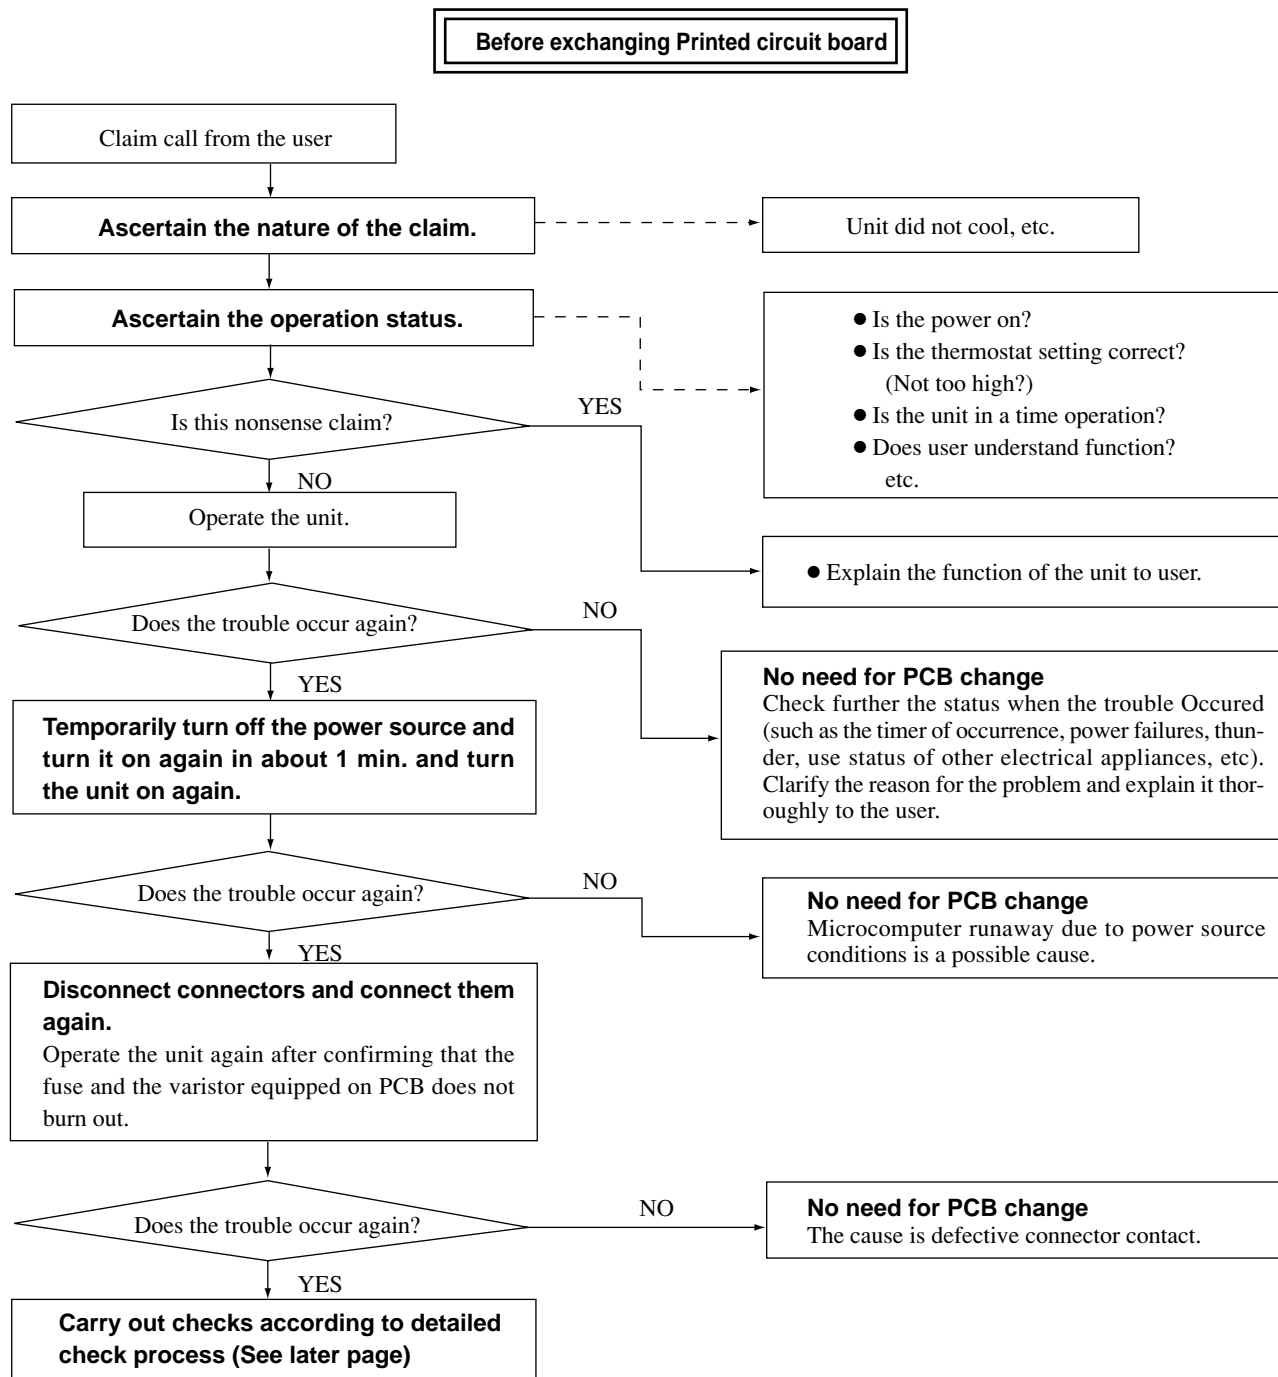 Before exchanging Printed circuit board
Claim call from the user
Ascertain the nature of the claim.
Unit did not cool, etc.
Ascertain the operation status.
● Is the power on?
● Is the thermostat setting correct?
(Not too high?)
● Is the unit in a time operation?
● Does user understand function?
etc.
Is this nonsense claim?
YES
NO
Operate the unit.
● Explain the function of the unit to user.
Does the trouble occur again?
NO
YES
No need for PCB change
Check further the status when the trouble Occured
(such as the timer of occurrence, power failures, thun-
der, use status of other electrical appliances, etc).
Clarify the reason for the problem and explain it thor-
oughly to the user.
Temporarily turn off the power source and
turn it on again in about 1 min. and turn
the unit on again.
Does the trouble occur again?
NO
YES
No need for PCB change
Microcomputer runaway due to power source
conditions is a possible cause.
Disconnect connectors and connect them
again.
Operate the unit again after confirming that the
fuse and the varistor equipped on PCB does not
burn out.
Does the trouble occur again?
NO
YES
No need for PCB change
The cause is defective connector contact.
Carry out checks according to detailed
check process (See later page)